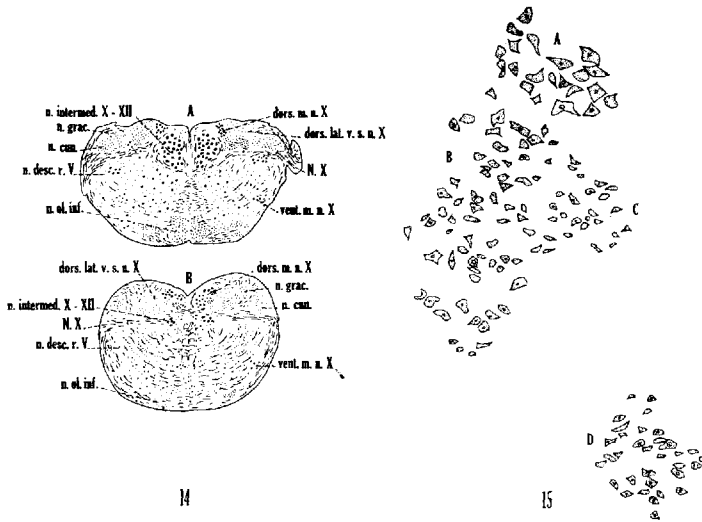 A
n. intermed. X - XII
n. grac.
n. cun.
n. desc. r. V.
n. ol. inf.
dors. m. n. X
dors. lat. v. s. n. X
N. X
vent. m. n. X
B
dors. lat. v. s. n. X
n. intermed. X - XII
N. X
n. desc. r. V
n. ol. inf.
dors. m. n. X
n. grac.
n. cun.
vent. m. n. X
14
A
B
C
D
15